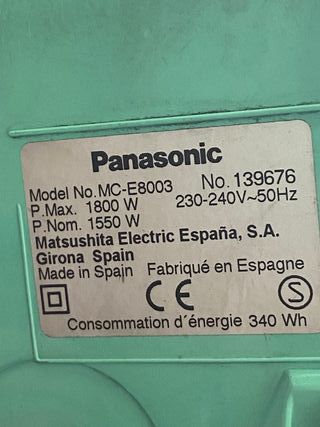 Panasonic
Model No.MC-E8003 No.139676
P.Max. 1800 W 230-240V~50Hz
P.Nom. 1550 W
Matsushita Electric España, S.A.
Girona Spain
Made in Spain Fabriqué en Espagne
CE S
Consommation d´énergie 340 Wh